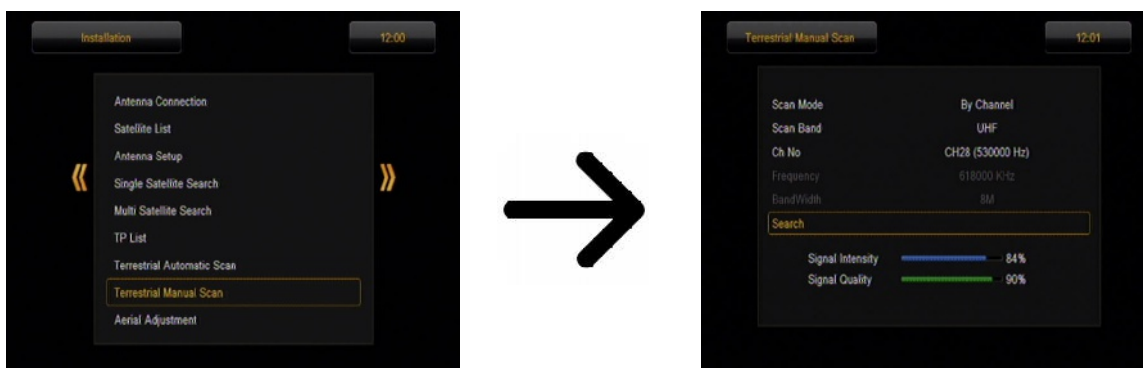 Installation
12:00
Antenna Connection
Satellite List
Antenna Setup
Single Satellite Search
Multi Satellite Search
TP List
Terrestrial Automatic Scan
Terrestrial Manual Scan
Aerial Adjustment
Terrestrial Manual Scan
12:01
Scan Mode By Channel
Scan Band UHF
Ch No CH28 (530000 Hz)
Frequency 618000 KHz
BandWidth 8M
Search
Signal Intensity 84%
Signal Quality 90%